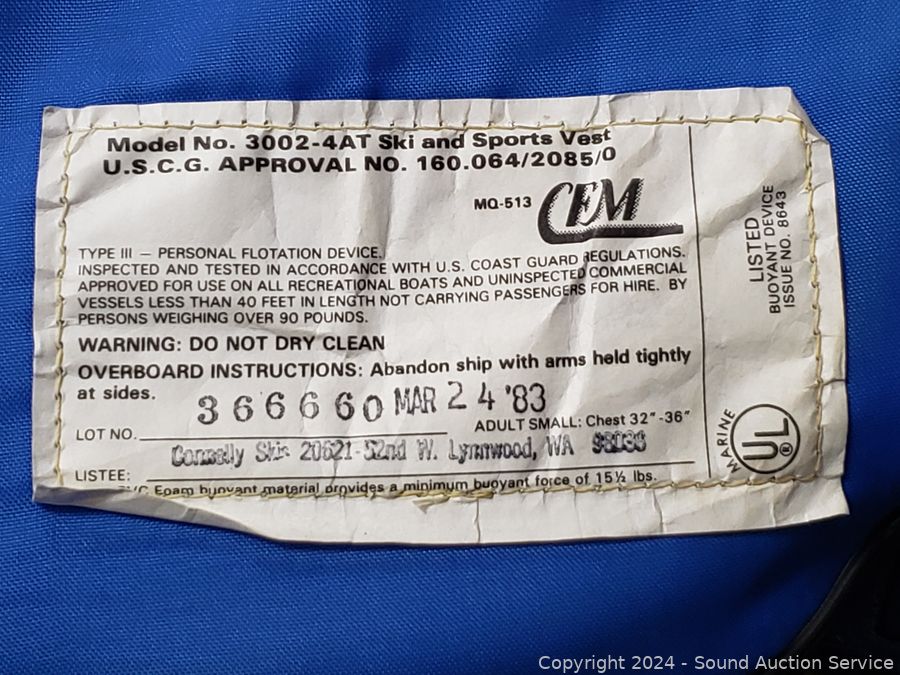 Model No. 3002-4AT Ski and Sports Vest
U.S.C.G. APPROVAL NO. 160.064/2085/0
MQ-513 CFM
TYPE III — PERSONAL FLOTATION DEVICE.
INSPECTED AND TESTED IN ACCORDANCE WITH U.S. COAST GUARD REGULATIONS.
APPROVED FOR USE ON ALL RECREATIONAL BOATS AND UNINSPECTED COMMERCIAL
VESSELS LESS THAN 40 FEET IN LENGTH NOT CARRYING PASSENGERS FOR HIRE. BY
PERSONS WEIGHING OVER 90 POUNDS.
WARNING: DO NOT DRY CLEAN
OVERBOARD INSTRUCTIONS: Abandon ship with arms held tightly
at sides.
366660 MAR 24 '83
LOT NO. ADULT SMALL: Chest 32"-36"
Connelly Skis 20621-52nd W. Lynnwood, WA 98036
LISTEE:
Foam buoyant material provides a minimum buoyant force of 15½ lbs.
LISTED
BUOYANT DEVICE
ISSUE NO. 8643
MARINE
UL ®
Copyright 2024 - Sound Auction Service